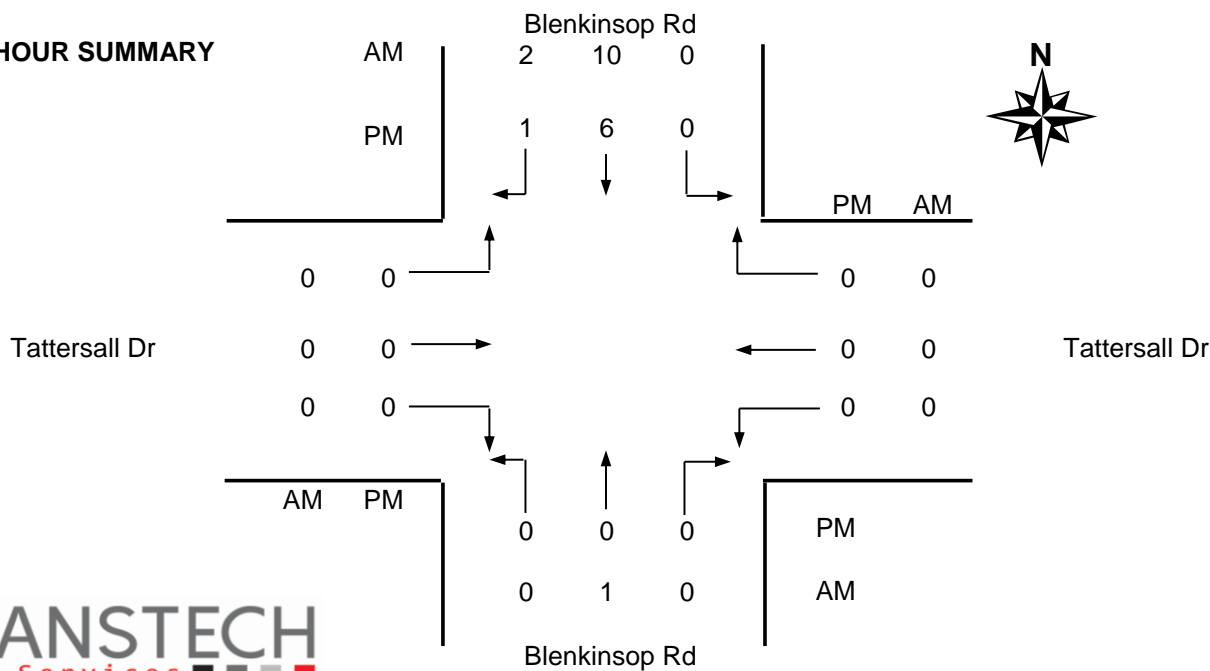 Blenkinsop Rd
HOUR SUMMARY AM 2 10 0 N
PM 1 6 0
PM AM
0 0 0 0
Tattersall Dr 0 0 0 0 Tattersall Dr
0 0 0 0
AM PM
0 0 0 PM
0 1 0 AM
ANSTECH
Services
Blenkinsop Rd